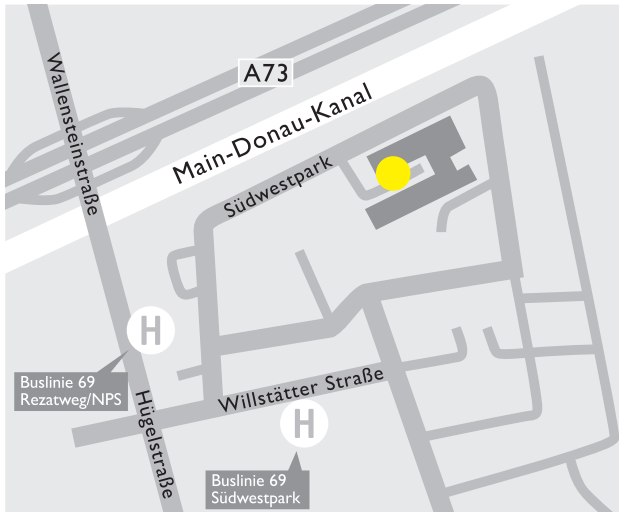 A73
Wallensteinstraße
Main-Donau-Kanal
Südwestpark
H
Buslinie 69
Rezatweg/NPS
Hügelstraße
Willstätter Straße
H
Buslinie 69
Südwestpark